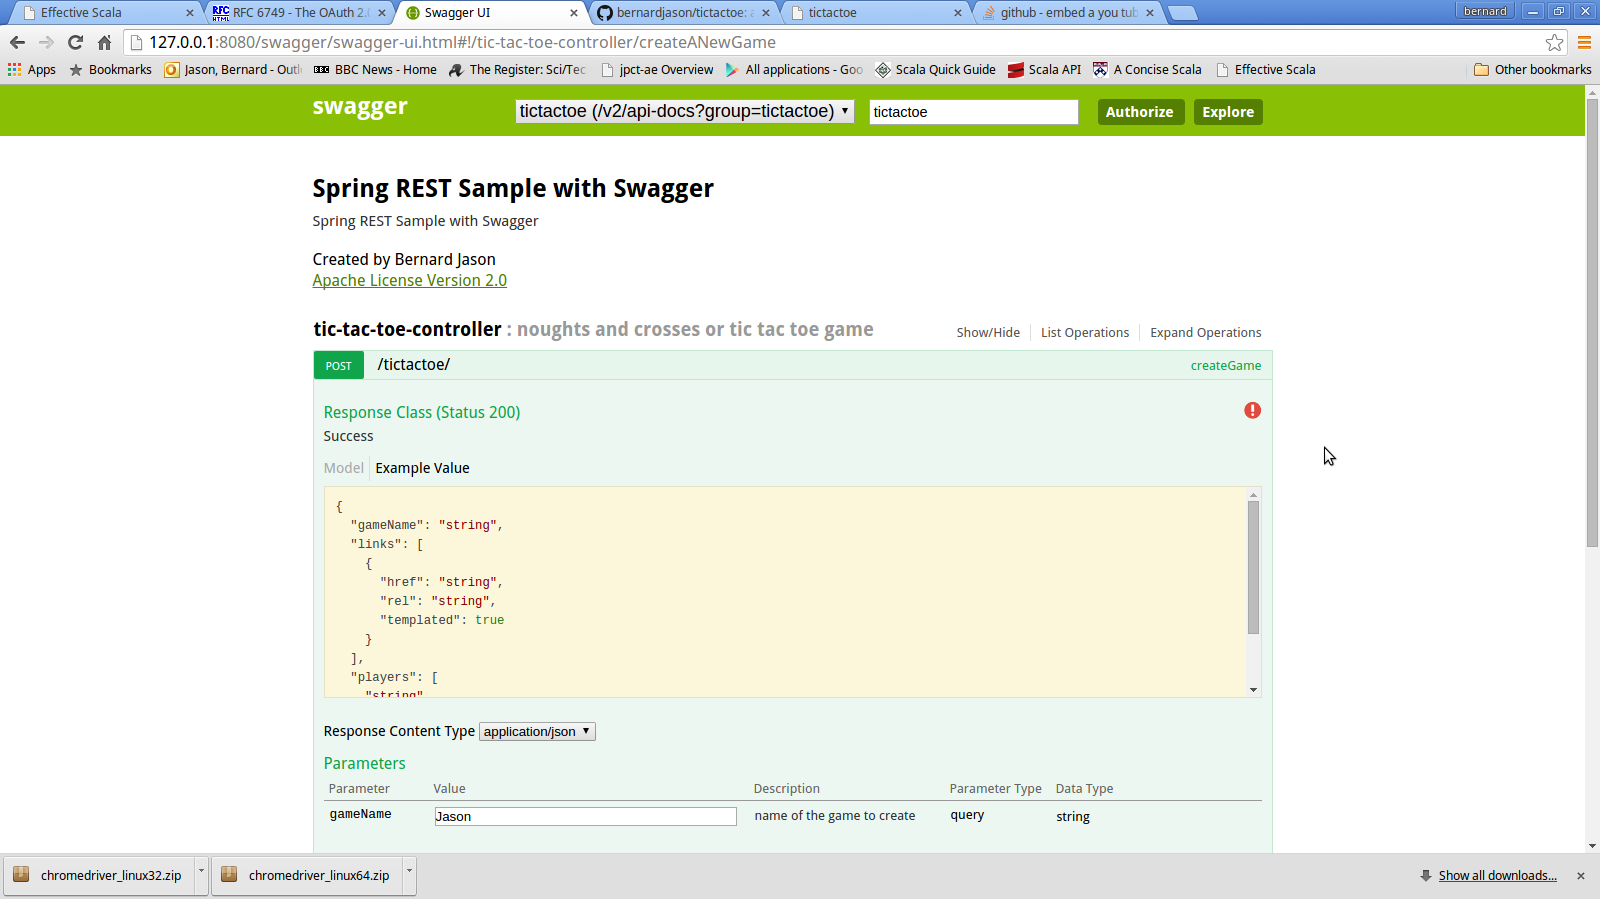 Effective Scala
RFC HTML RFC 6749 - The OAuth 2.
Swagger UI
bernardjason/tictactoe: a
tictactoe
github - embed a you tub
bernard
127.0.0.1:8080/swagger/swagger-ui.html#!/tic-tac-toe-controller/createANewGame
Apps
Bookmarks
Jason, Bernard - Outl
BBC News - Home
The Register: Sci/Tec
jpct-ae Overview
All applications - Goo
Scala Quick Guide
Scala API
A Concise Scala
Effective Scala
Other bookmarks
swagger
tictactoe (/v2/api-docs?group=tictactoe)
tictactoe
Authorize
Explore
Spring REST Sample with Swagger
Spring REST Sample with Swagger
Created by Bernard Jason
Apache License Version 2.0
tic-tac-toe-controller : noughts and crosses or tic tac toe game
Show/Hide
List Operations
Expand Operations
POST /tictactoe/ createGame
Response Class (Status 200)
Success
Model
Example Value
{
"gameName": "string",
"links": [
{
"href": "string",
"rel": "string",
"templated": true
}
],
"players": [
"string"
Response Content Type application/json
Parameters
Parameter Value Description Parameter Type Data Type
gameName Jason name of the game to create query string
chromedriver_linux32.zip
chromedriver_linux64.zip
Show all downloads...